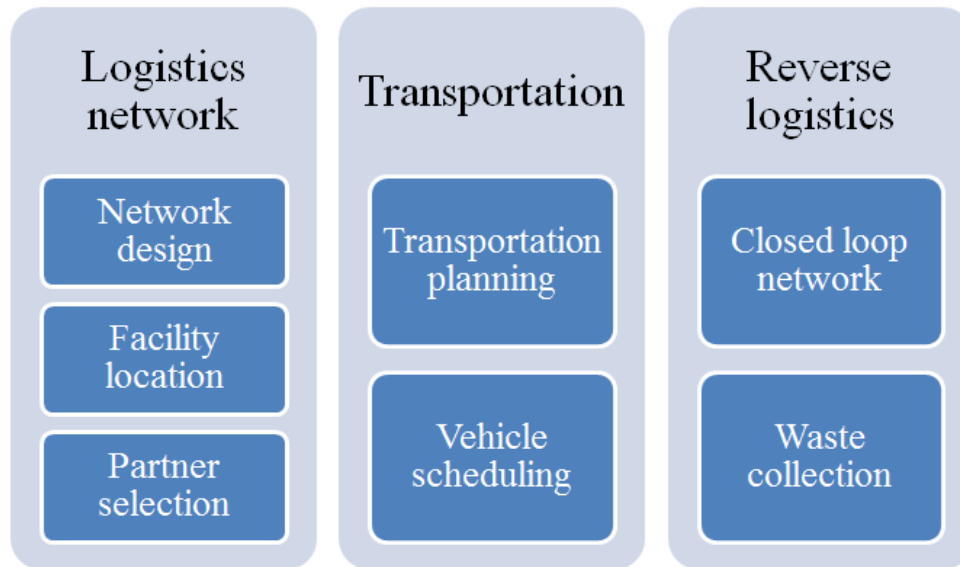 Logistics
network
Network
design
Facility
location
Partner
selection
Transportation
Transportation
planning
Vehicle
scheduling
Reverse
logistics
Closed loop
network
Waste
collection